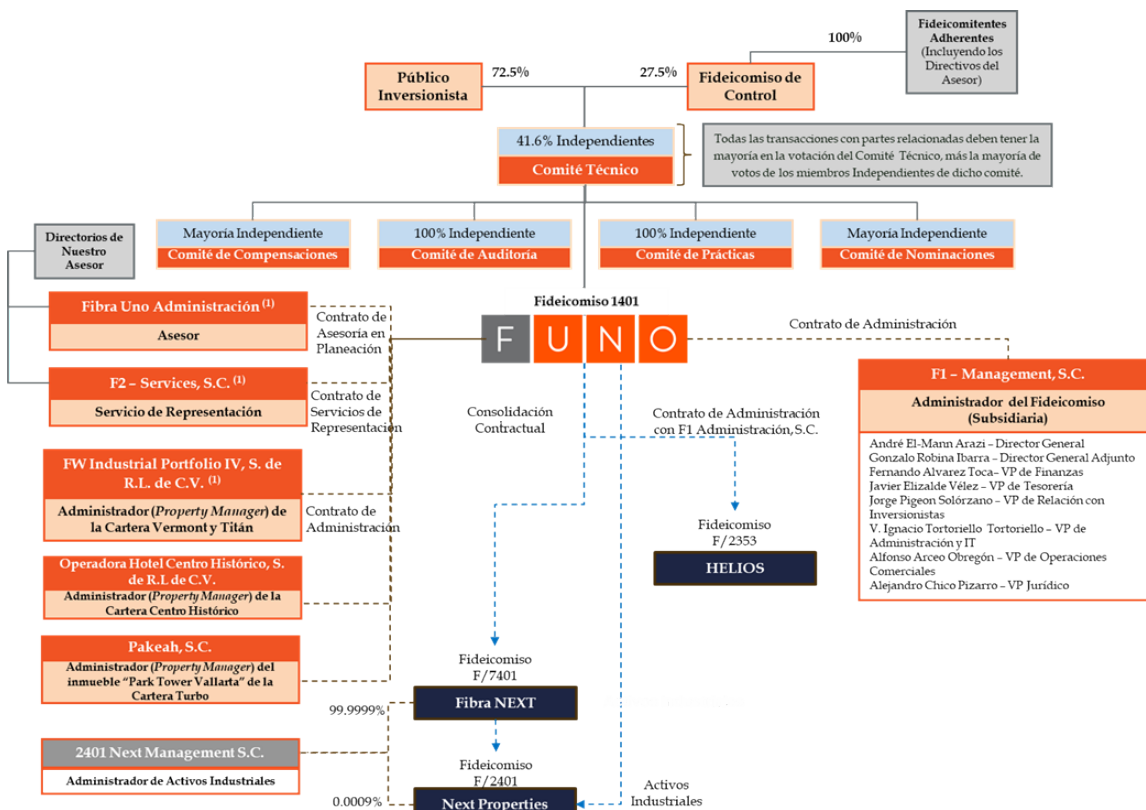 Fideicomitentes
Adherentes
(Incluyendo los
Directivos del
Asesor)
100%
72.5%
27.5%
Público
Inversionista
Fideicomiso de
Control
41.6% Independientes
Comité Técnico
Todas las transacciones con partes relacionadas deben tener la
mayoría en la votación del Comité Técnico, más la mayoría de
votos de los miembros Independientes de dicho comité.
Mayoría Independiente
Comité de Compensaciones
100% Independiente
Comité de Auditoría
100% Independiente
Comité de Prácticas
Mayoría Independiente
Comité de Nominaciones
Directorios de
Nuestro
Asesor
Fibra Uno Administración (1)
Asesor
Contrato de
Asesoría en
Planeación
Fideicomiso 1401
FUNO
Contrato de Administración
F2 – Services, S.C. (1)
Servicio de Representación
Contrato de
Servicios de
Representación
Consolidación
Contractual
Contrato de Administración
con F1 Administración, S.C.
F1 – Management, S.C.
Administrador del Fideicomiso
(Subsidiaria)
André El-Mann Arazi – Director General
Gonzalo Robina Ibarra – Director General Adjunto
Fernando Alvarez Toca– VP de Finanzas
Javier Elizalde Vélez – VP de Tesorería
Jorge Pigeon Solórzano – VP de Relación con
Inversionistas
V. Ignacio Tortoriello Tortoriello – VP de
Administración y IT
Alfonso Arceo Obregón – VP de Operaciones
Comerciales
Alejandro Chico Pizarro – VP Jurídico
FW Industrial Portfolio IV, S. de
R.L. de C.V. (1)
Administrador (Property Manager) de
la Cartera Vermont y Titán
Contrato de
Administración
Fideicomiso
F/2353
HELIOS
Operadora Hotel Centro Histórico, S.
de R.L de C.V.
Administrador (Property Manager) de la
Cartera Centro Histórico
Pakeah, S.C.
Administrador (Property Manager) del
inmueble “Park Tower Vallarta” de la
Cartera Turbo
Fideicomiso
F/7401
Fibra NEXT
99.9999%
2401 Next Management S.C.
Administrador de Activos Industriales
Fideicomiso
F/2401
Next Properties
0.0009%
Activos
Industriales